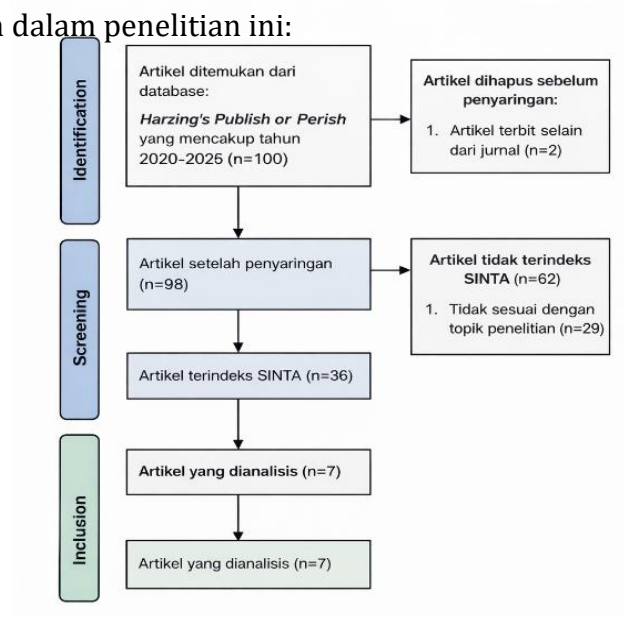 dalam penelitian ini:
Identification
Artikel ditemukan dari
database:
Harzing's Publish or Perish
yang mencakup tahun
2020-2025 (n=100)
Artikel dihapus sebelum
penyaringan:
1. Artikel terbit selain
dari jurnal (n=2)
Screening
Artikel setelah penyaringan
(n=98)
Artikel tidak terindeks
SINTA (n=62)
1. Tidak sesuai dengan
topik penelitian (n=29)
Artikel terindeks SINTA (n=36)
Inclusion
Artikel yang dianalisis (n=7)
Artikel yang dianalisis (n=7)